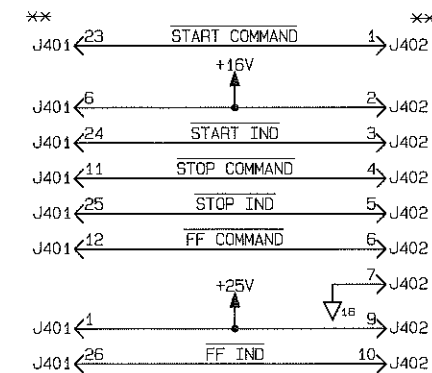 ** **
J401 23 START COMMAND 1 J402
+16V
J401 6 2 J402
J401 24 START IND 3 J402
J401 11 STOP COMMAND 4 J402
J401 25 STOP IND 5 J402
J401 12 FF COMMAND 6 J402
7 J402
+25V 18
J401 1 9 J402
J401 26 FF IND 10 J402